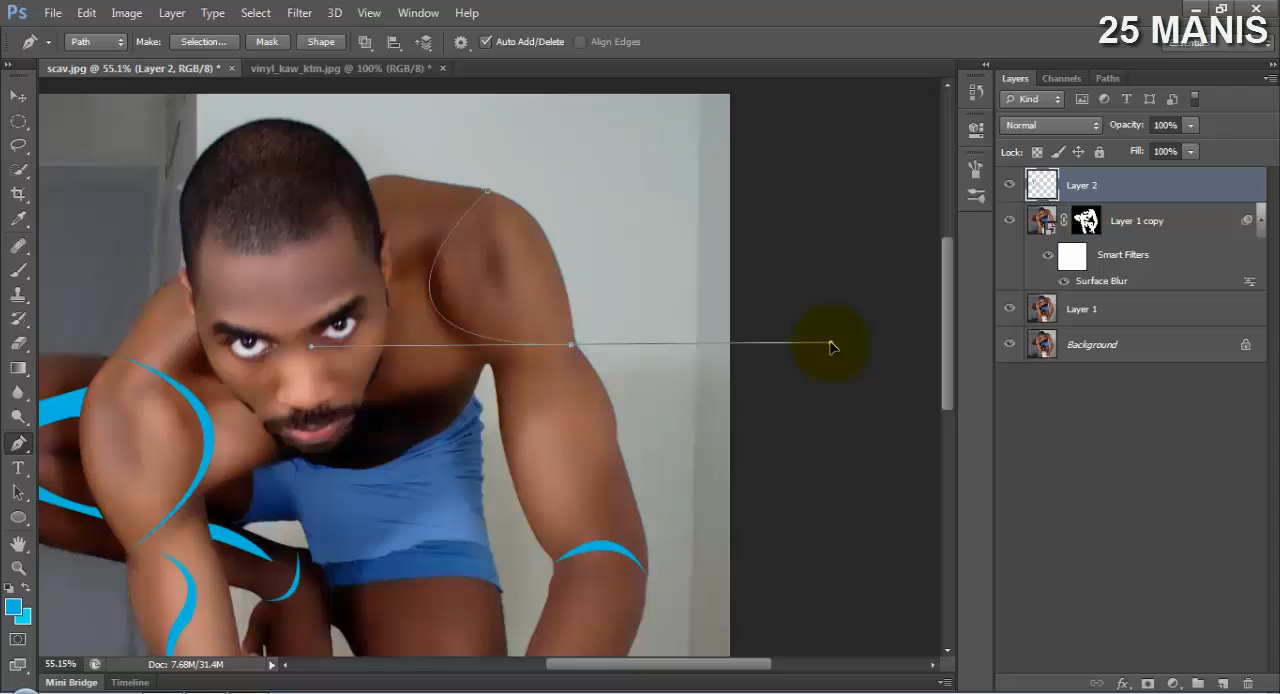 Ps File Edit Image Layer Type Select Filter 3D View Window Help
25 MANIS
Path Make: Selection... Mask Shape Auto Add/Delete Align Edges
scav.jpg @ 55.1% (Layer 2, RGB/8) * × vinyl_kaw_ktm.jpg @ 100% (RGB/8) * ×
Layers Channels Paths
Kind T
Normal Opacity: 100%
Lock: Fill: 100%
Layer 2
Layer 1 copy
Smart Filters
Surface Blur
Layer 1
Background
T
55.15% Doc: 7.68M/31.4M
fx
Mini Bridge Timeline